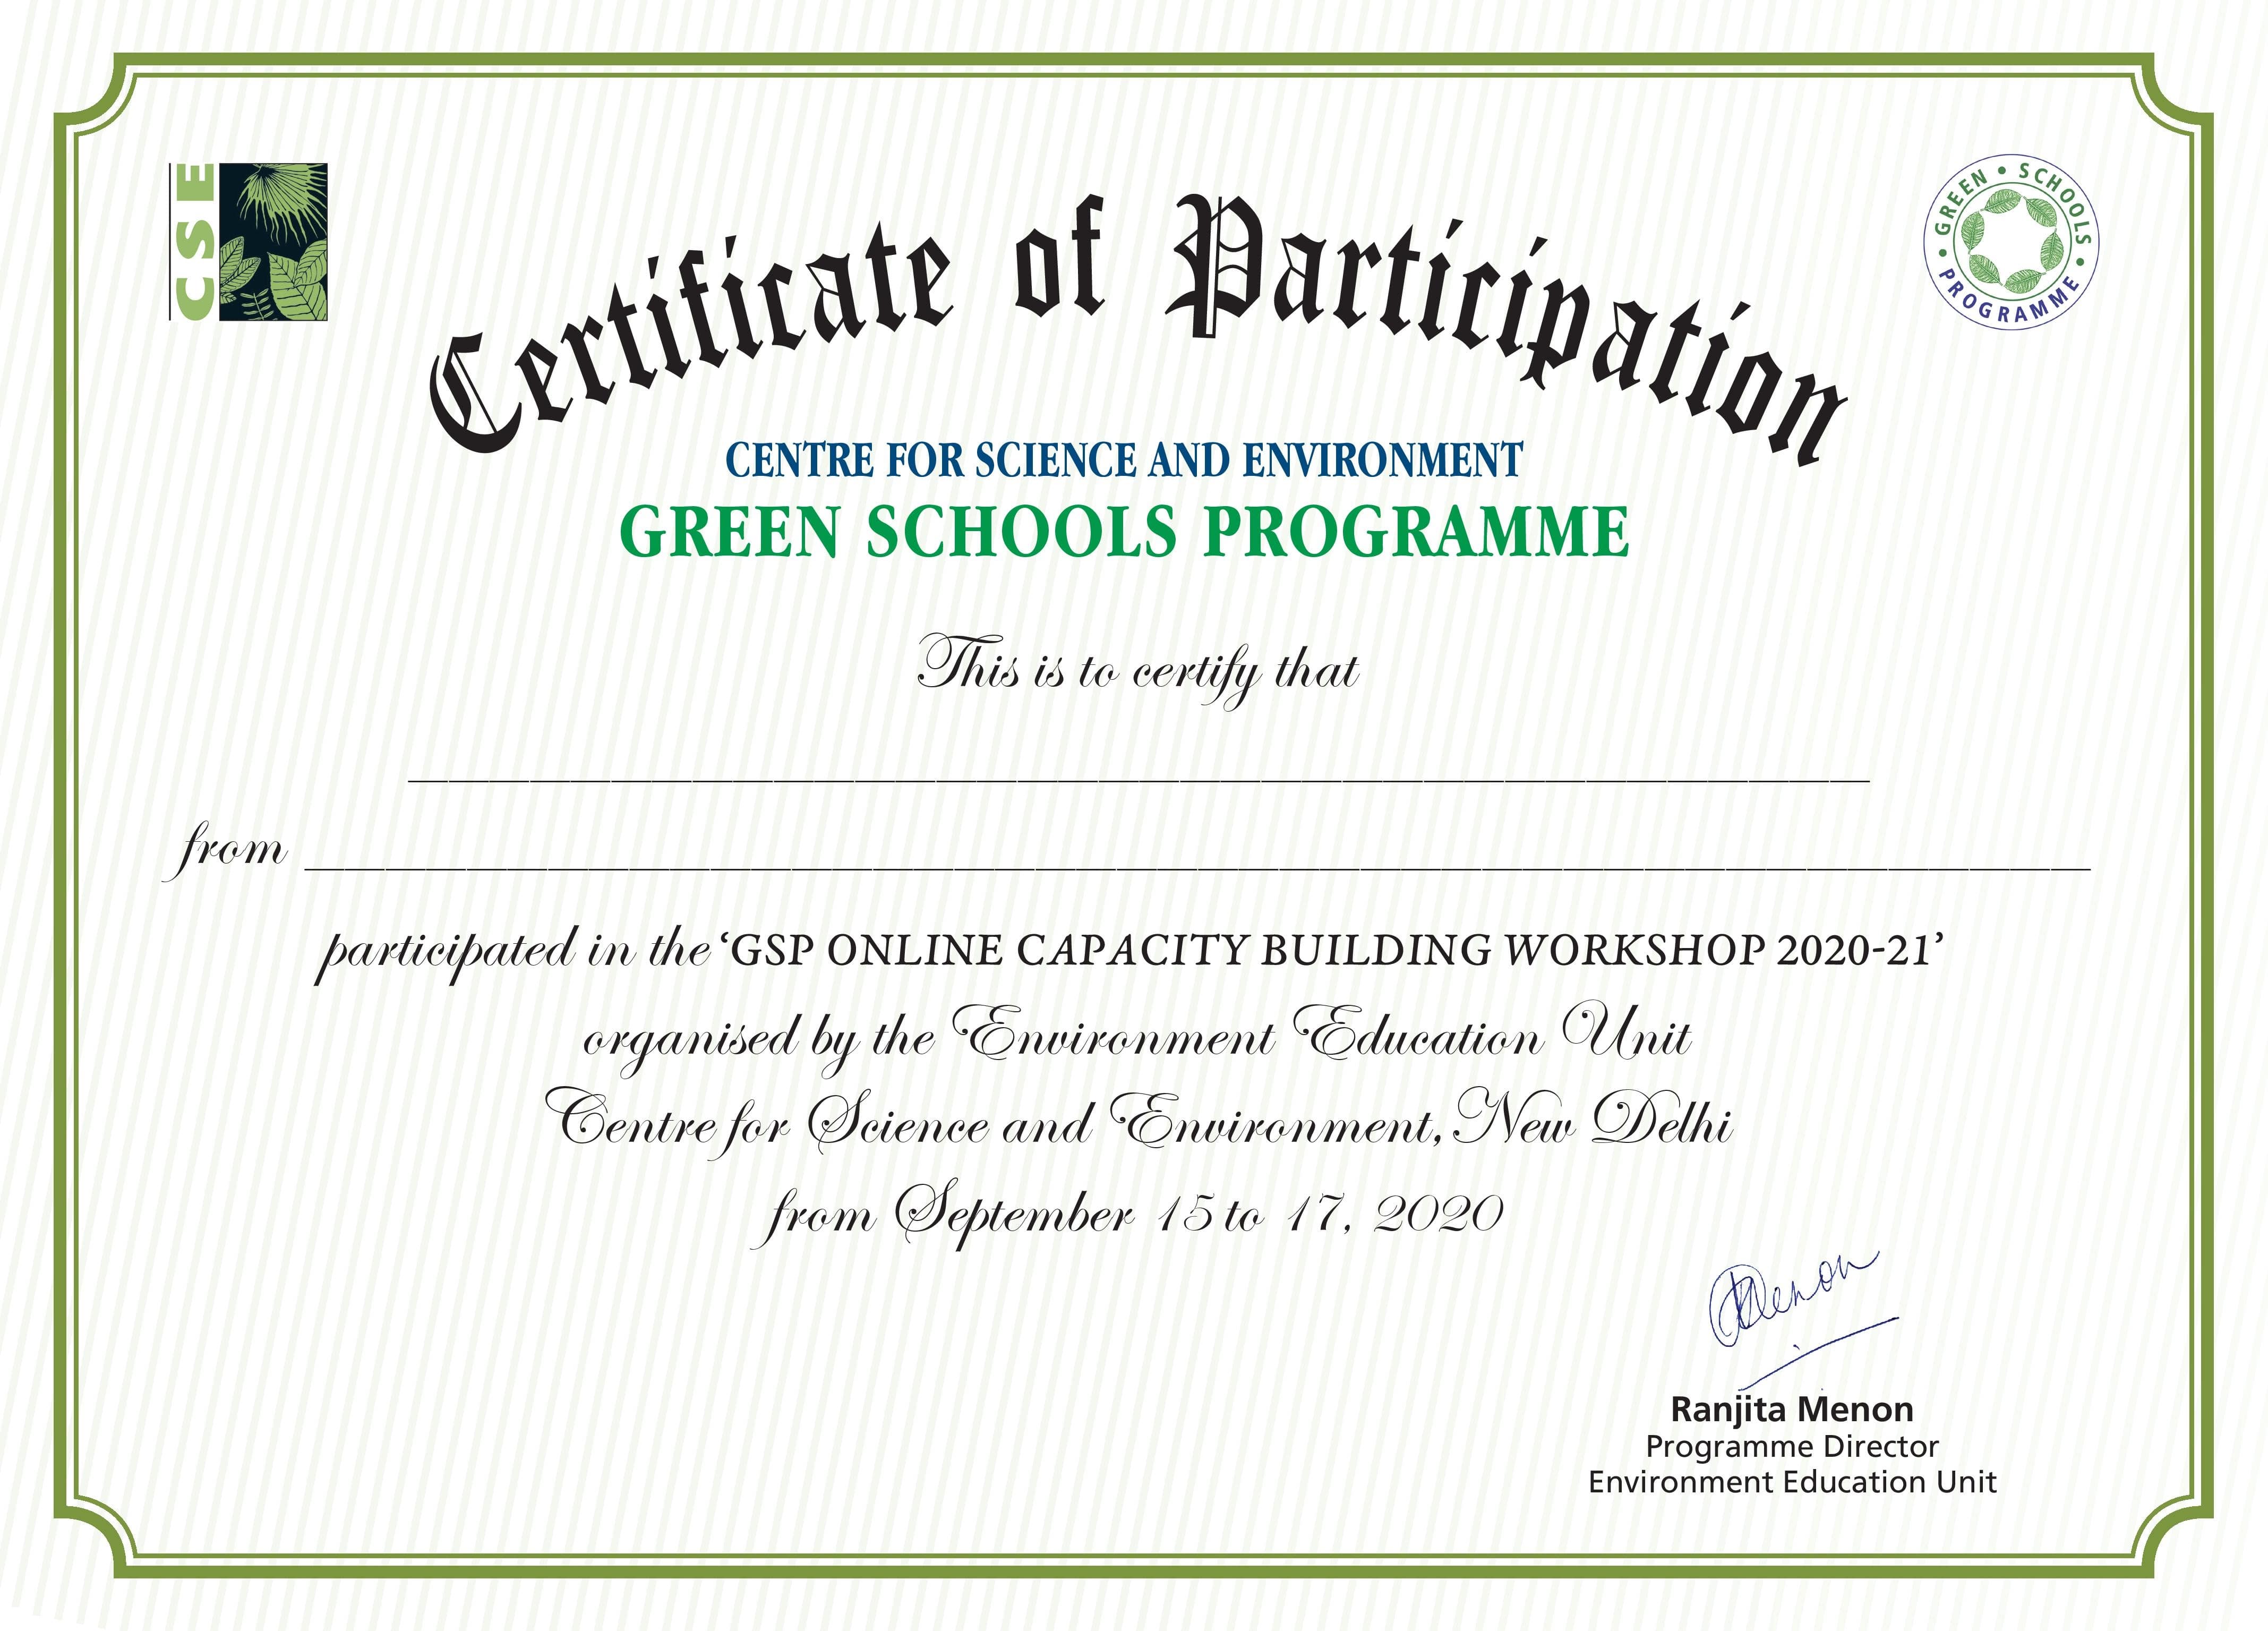 CSE
GREEN • SCHOOLS • PROGRAMME •
Certificate of Participation
CENTRE FOR SCIENCE AND ENVIRONMENT
GREEN SCHOOLS PROGRAMME
This is to certify that
from
participated in the ‘GSP ONLINE CAPACITY BUILDING WORKSHOP 2020-21’
organised by the Environment Education Unit
Centre for Science and Environment, New Delhi
from September 15 to 17, 2020
Menon
Ranjita Menon
Programme Director
Environment Education Unit